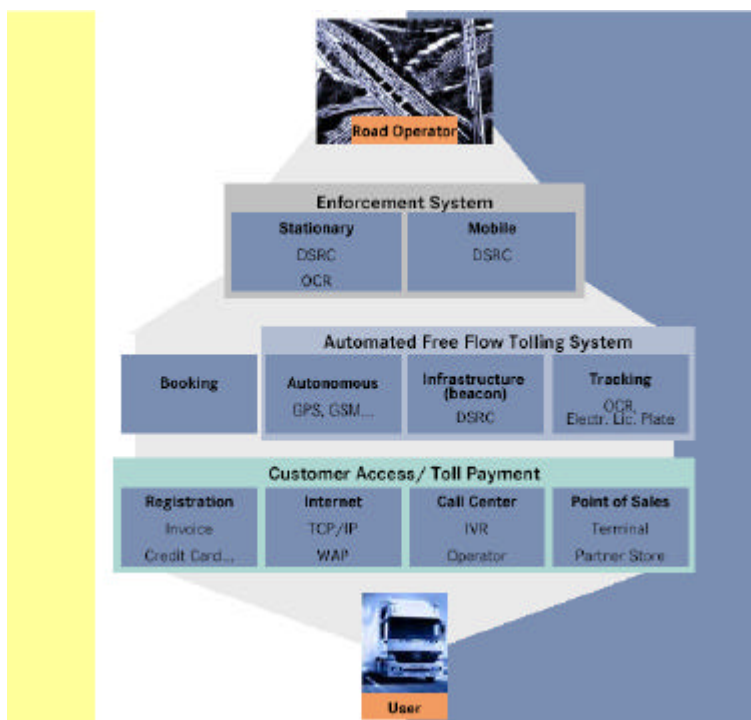 Road Operator
Enforcement System
Stationary
DSRC
OCR
Mobile
DSRC
Automated Free Flow Tolling System
Booking
Autonomous
GPS, GSM...
Infrastructure
(beacon)
DSRC
Tracking
OCR,
Electr. Lic. Plate
Customer Access/ Toll Payment
Registration
Invoice
Credit Card...
Internet
TCP/IP
WAP
Call Center
IVR
Operator
Point of Sales
Terminal
Partner Store
User